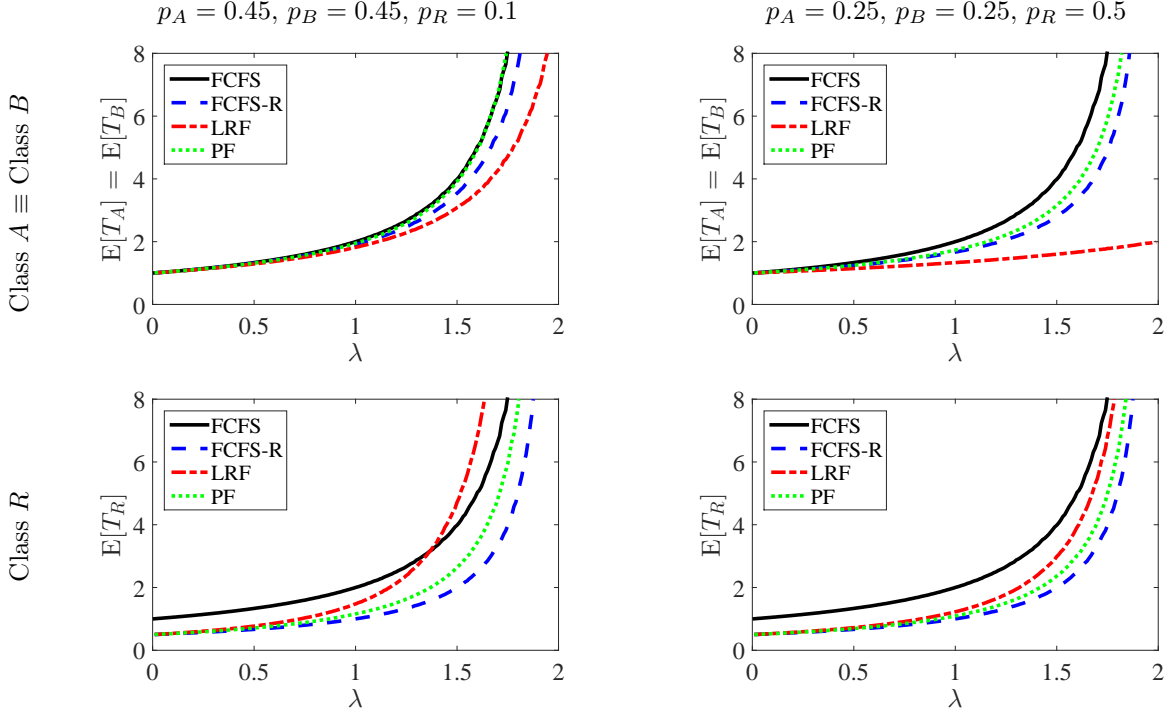 p_A = 0.45, p_B = 0.45, p_R = 0.1
p_A = 0.25, p_B = 0.25, p_R = 0.5
Class A ≡ Class B
E[T_A] = E[T_B]
8
6
4
2
0
FCFS
FCFS-R
LRF
PF
0 0.5 1 1.5 2
λ
E[T_A] = E[T_B]
8
6
4
2
0
FCFS
FCFS-R
LRF
PF
0 0.5 1 1.5 2
λ
Class R
E[T_R]
8
6
4
2
0
FCFS
FCFS-R
LRF
PF
0 0.5 1 1.5 2
λ
E[T_R]
8
6
4
2
0
FCFS
FCFS-R
LRF
PF
0 0.5 1 1.5 2
λ